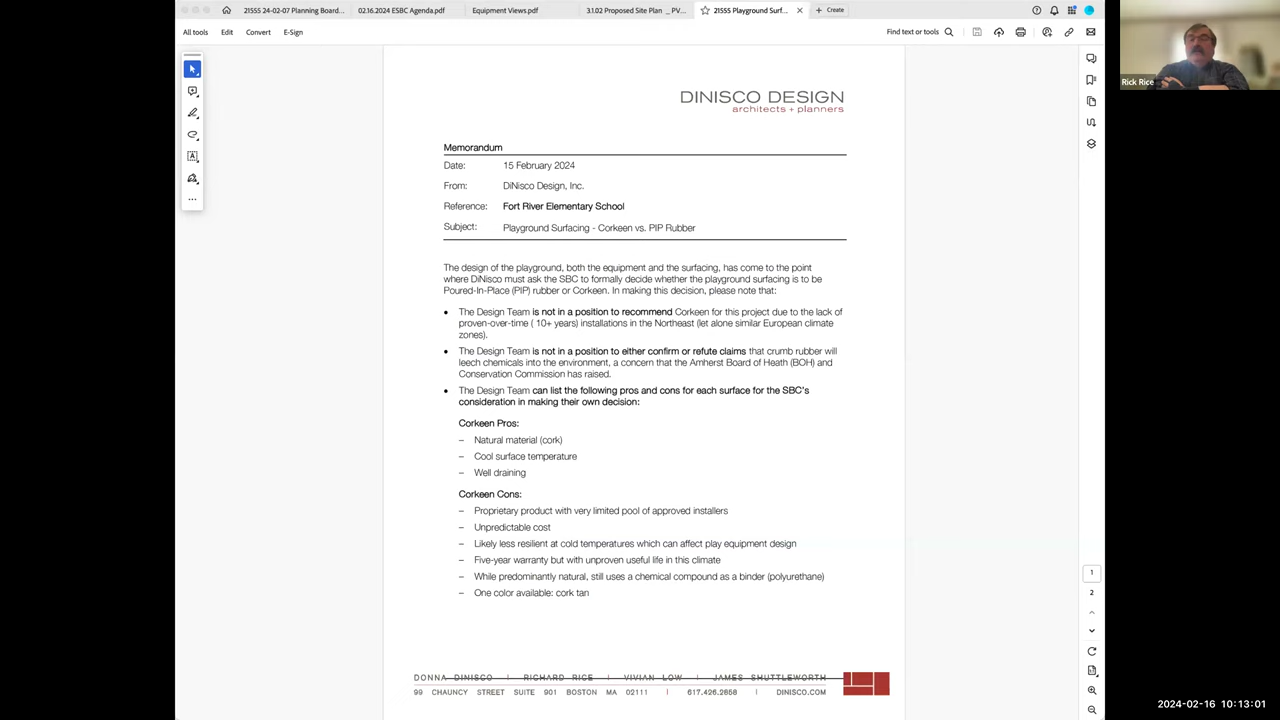 21555 24-02-07 Planning Board...
02.16.2024 ESBC Agenda.pdf
Equipment Views.pdf
3.1.02 Proposed Site Plan _ PV...
21555 Playground Surf...
Create
All tools
Edit
Convert
E-Sign
Find text or tools
Rick Rice
DINISCO DESIGN
architects + planners
Memorandum
Date: 15 February 2024
From: DiNisco Design, Inc.
Reference: Fort River Elementary School
Subject: Playground Surfacing - Corkeen vs. PIP Rubber
The design of the playground, both the equipment and the surfacing, has come to the point
where DiNisco must ask the SBC to formally decide whether the playground surfacing is to be
Poured-In-Place (PIP) rubber or Corkeen. In making this decision, please note that:
• The Design Team is not in a position to recommend Corkeen for this project due to the lack of
proven-over-time ( 10+ years) installations in the Northeast (let alone similar European climate
zones).
• The Design Team is not in a position to either confirm or refute claims that crumb rubber will
leech chemicals into the environment, a concern that the Amherst Board of Heath (BOH) and
Conservation Commission has raised.
• The Design Team can list the following pros and cons for each surface for the SBC's
consideration in making their own decision:
Corkeen Pros:
– Natural material (cork)
– Cool surface temperature
– Well draining
Corkeen Cons:
– Proprietary product with very limited pool of approved installers
– Unpredictable cost
– Likely less resilient at cold temperatures which can affect play equipment design
– Five-year warranty but with unproven useful life in this climate
– While predominantly natural, still uses a chemical compound as a binder (polyurethane)
– One color available: cork tan
1
2
DONNA DINISCO | RICHARD RICE | VIVIAN LOW | JAMES SHUTTLEWORTH
99 CHAUNCY STREET SUITE 901 BOSTON MA 02111 | 617.426.2858 | DINISCO.COM
2024-02-16 10:13:01